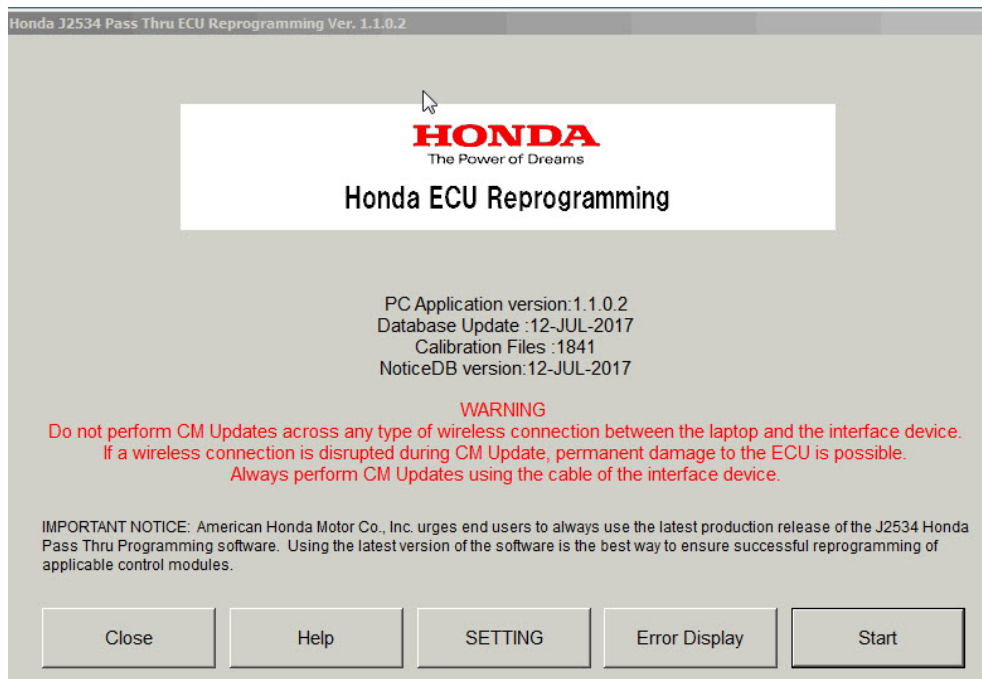 Honda J2534 Pass Thru ECU Reprogramming Ver. 1.1.0.2
HONDA
The Power of Dreams
Honda ECU Reprogramming
PC Application version:1.1.0.2
Database Update :12-JUL-2017
Calibration Files :1841
NoticeDB version:12-JUL-2017
WARNING
Do not perform CM Updates across any type of wireless connection between the laptop and the interface device.
If a wireless connection is disrupted during CM Update, permanent damage to the ECU is possible.
Always perform CM Updates using the cable of the interface device.
IMPORTANT NOTICE: American Honda Motor Co., Inc. urges end users to always use the latest production release of the J2534 Honda
Pass Thru Programming software. Using the latest version of the software is the best way to ensure successful reprogramming of
applicable control modules.
Close Help SETTING Error Display Start